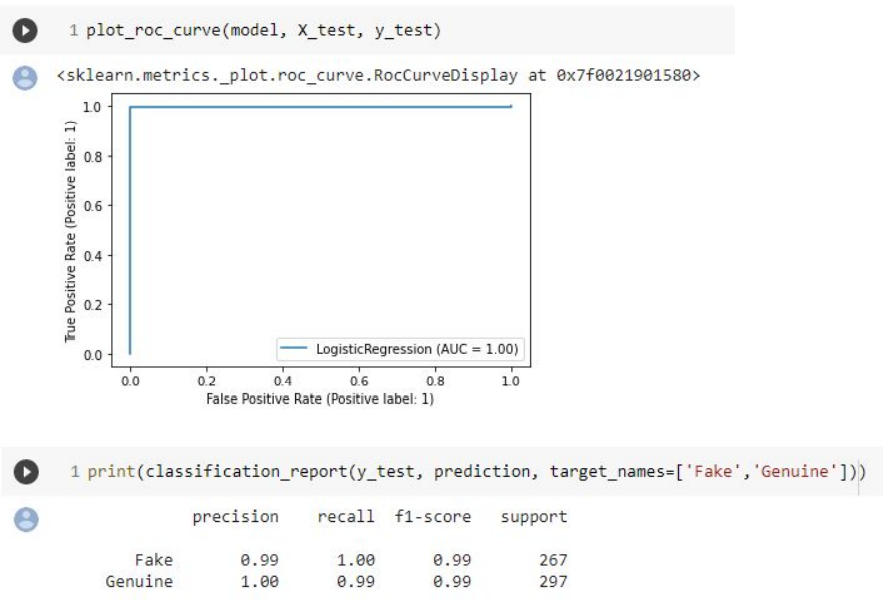 1 plot_roc_curve(model, X_test, y_test)
<sklearn.metrics._plot.roc_curve.RocCurveDisplay at 0x7f0021901580>
True Positive Rate (Positive label: 1)
1.0
0.8
0.6
0.4
0.2
0.0
LogisticRegression (AUC = 1.00)
0.0 0.2 0.4 0.6 0.8 1.0
False Positive Rate (Positive label: 1)
1 print(classification_report(y_test, prediction, target_names=['Fake','Genuine']))
precision recall f1-score support
Fake 0.99 1.00 0.99 267
Genuine 1.00 0.99 0.99 297